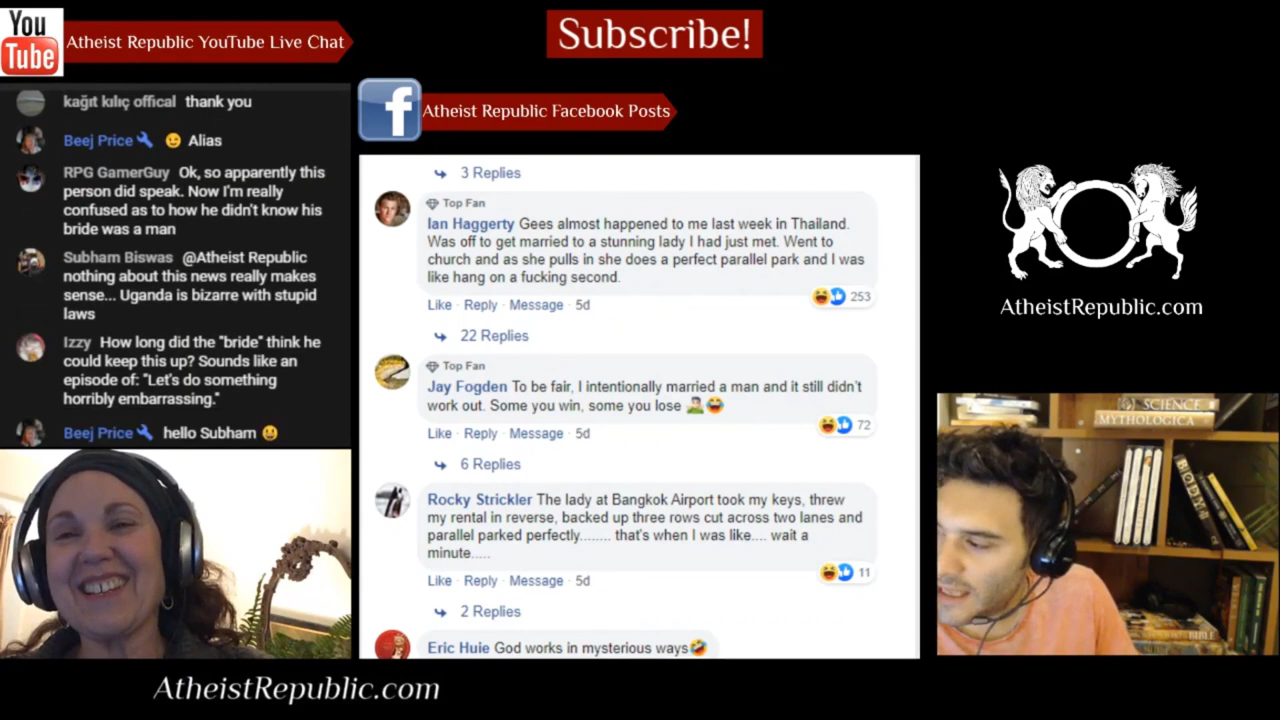 You
Tube
Atheist Republic YouTube Live Chat
Subscribe!
kağıt kılıç offical thank you
Beej Price 😉 Alias
RPG GamerGuy Ok, so apparently this
person did speak. Now I'm really
confused as to how he didn't know his
bride was a man
Subham Biswas @Atheist Republic
nothing about this news really makes
sense... Uganda is bizarre with stupid
laws
Izzy How long did the "bride" think he
could keep this up? Sounds like an
episode of: "Let's do something
horribly embarrassing."
Beej Price hello Subham 😃
f
Atheist Republic Facebook Posts
3 Replies
Top Fan
Ian Haggerty Gees almost happened to me last week in Thailand.
Was off to get married to a stunning lady I had just met. Went to
church and as she pulls in she does a perfect parallel park and I was
like hang on a fucking second.
253
Like · Reply · Message · 5d
22 Replies
Top Fan
Jay Fogden To be fair, I intentionally married a man and it still didn't
work out. Some you win, some you lose 🤷🏻‍♂️😂
72
Like · Reply · Message · 5d
6 Replies
Rocky Strickler The lady at Bangkok Airport took my keys, threw
my rental in reverse, backed up three rows cut across two lanes and
parallel parked perfectly........ that's when I was like.... wait a
minute.....
11
Like · Reply · Message · 5d
2 Replies
Eric Huie God works in mysterious ways🤣
AtheistRepublic.com
SCIENCE
MYTHOLOGICA
BIBLE
AtheistRepublic.com